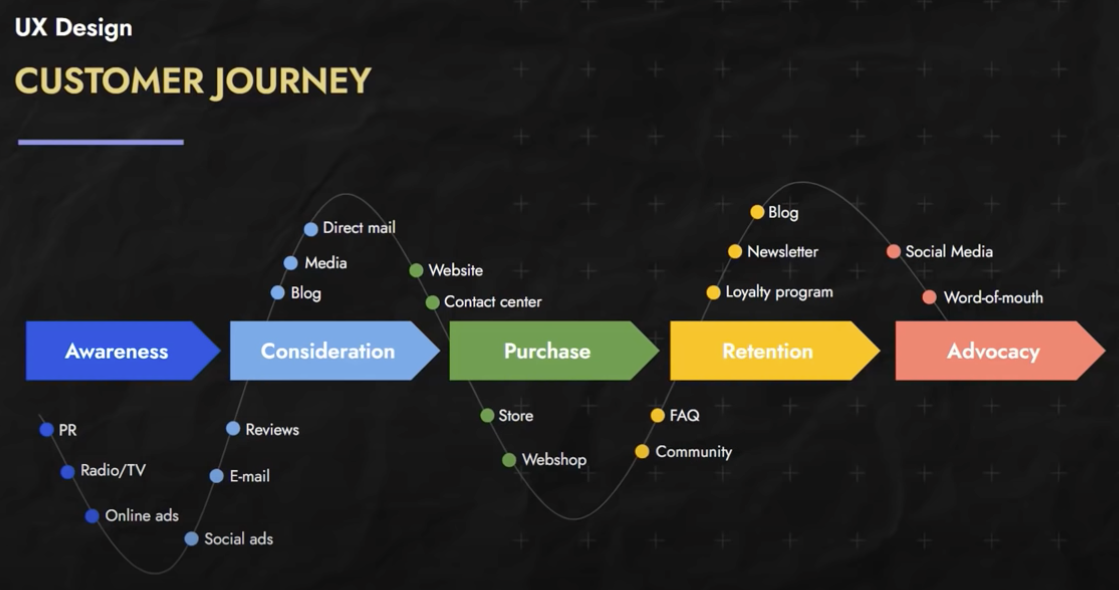 UX Design
CUSTOMER JOURNEY
Direct mail
Media
Blog
Website
Contact center
Blog
Newsletter
Loyalty program
Social Media
Word-of-mouth
Awareness
Consideration
Purchase
Retention
Advocacy
PR
Radio/TV
Online ads
Reviews
E-mail
Social ads
Store
Webshop
FAQ
Community